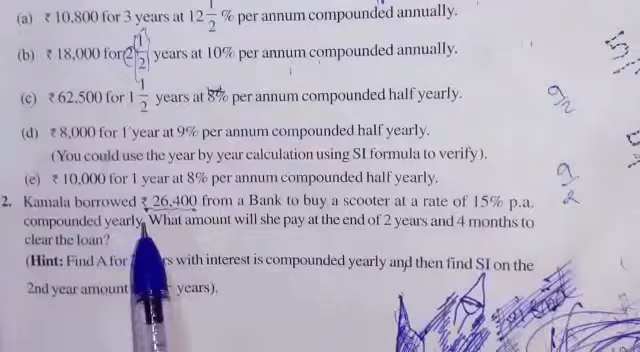 (a) ₹ 10,800 for 3 years at 12 1/2 % per annum compounded annually.
(b) ₹ 18,000 for 2 1/2 years at 10% per annum compounded annually.
(c) ₹ 62,500 for 1 1/2 years at 8% per annum compounded half yearly.
(d) ₹ 8,000 for 1 year at 9% per annum compounded half yearly.
(You could use the year by year calculation using SI formula to verify).
(e) ₹ 10,000 for 1 year at 8% per annum compounded half yearly.
2. Kamala borrowed ₹ 26,400 from a Bank to buy a scooter at a rate of 15% p.a.
compounded yearly. What amount will she pay at the end of 2 years and 4 months to
clear the loan?
(Hint: Find A for with interest is compounded yearly and then find SI on the
2nd year amount years).
9/2
9/2